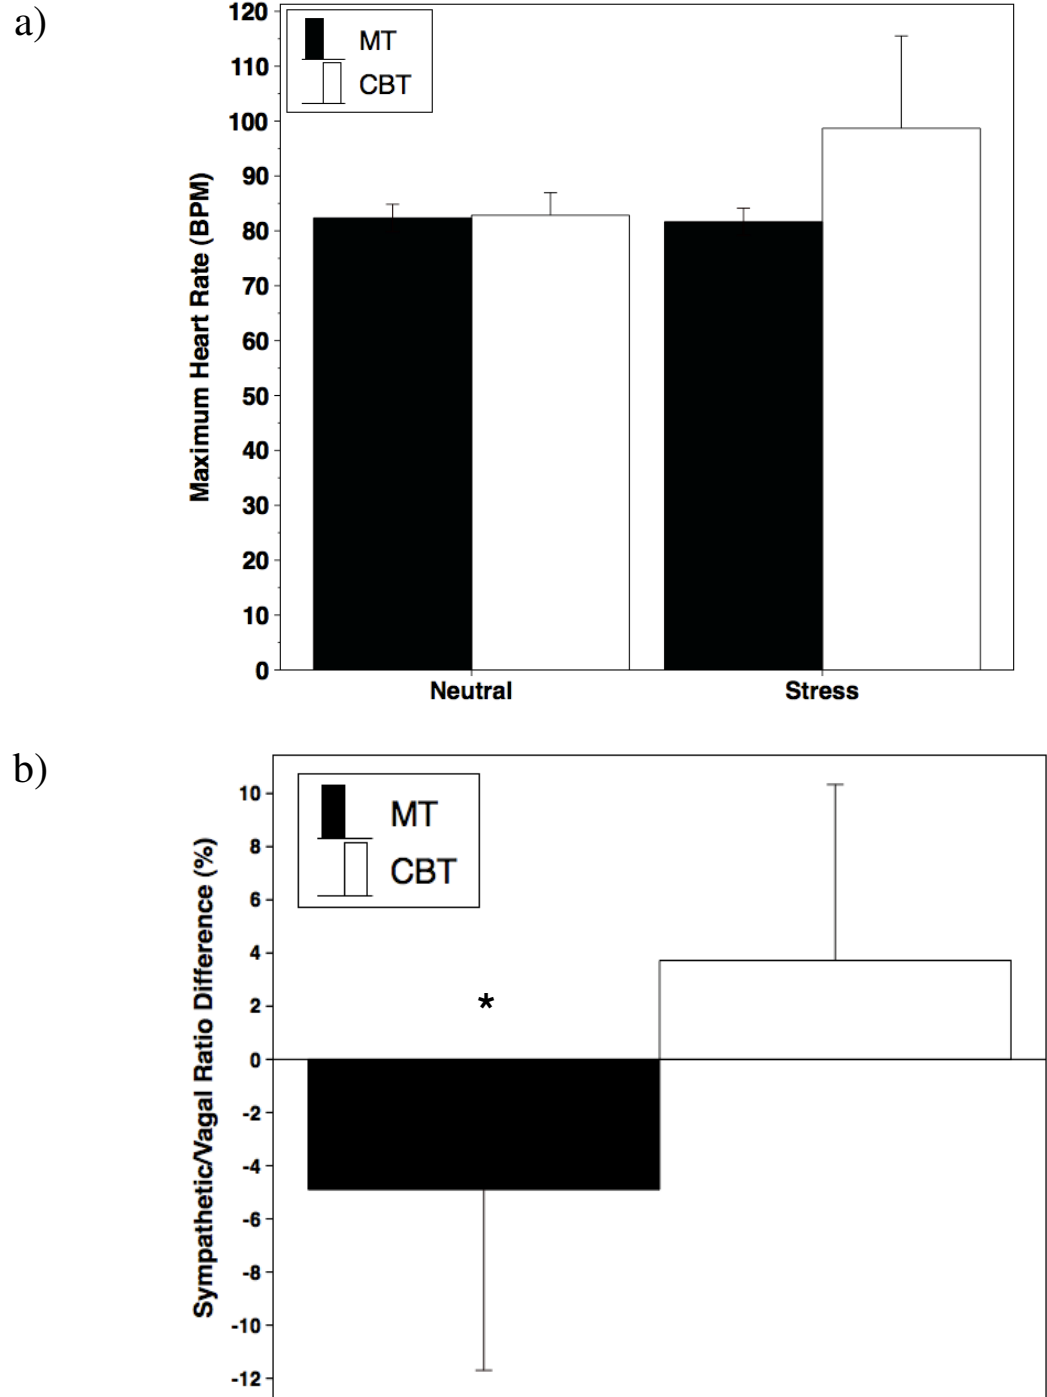 a)
MT
CBT
Maximum Heart Rate (BPM)
120
110
100
90
80
70
60
50
40
30
20
10
0
Neutral Stress
b)
MT
CBT
Sympathetic/Vagal Ratio Difference (%)
10
8
6
4
2
0
-2
-4
-6
-8
-10
-12
*